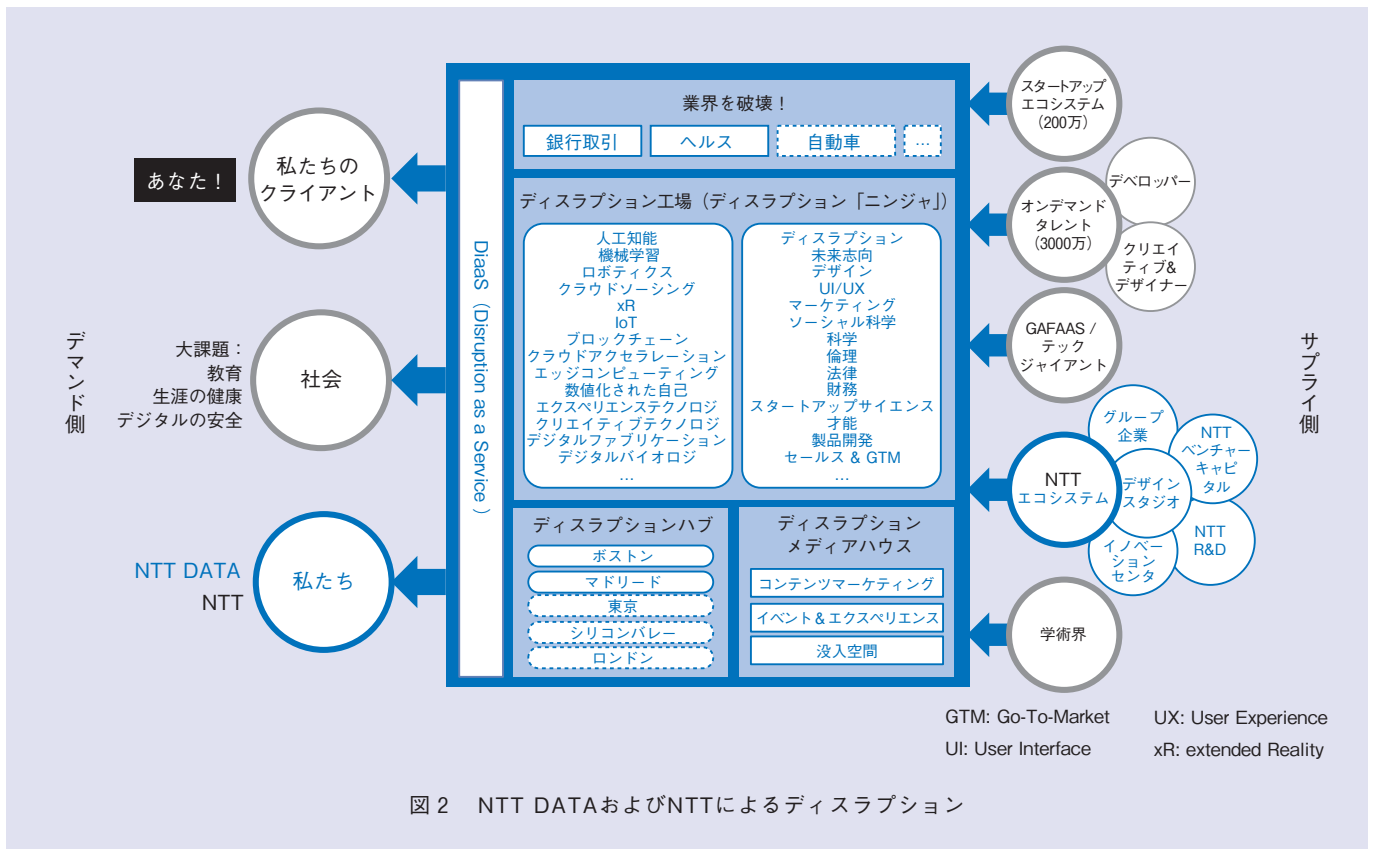 業界を破壊！
銀行取引
ヘルス
自動車
…
ディスラプション工場（ディスラプション「ニンジャ」）
人工知能
機械学習
ロボティクス
クラウドソーシング
xR
IoT
ブロックチェーン
クラウドアクセラレーション
エッジコンピューティング
数値化された自己
エクスペリエンステクノロジ
クリエイティブテクノロジ
デジタルファブリケーション
デジタルバイオロジ
…
ディスラプション
未来志向
デザイン
UI/UX
マーケティング
ソーシャル科学
科学
倫理
法律
財務
スタートアップサイエンス
才能
製品開発
セールス & GTM
…
ディスラプションハブ
ボストン
マドリード
東京
シリコンバレー
ロンドン
ディスラプション
メディアハウス
コンテンツマーケティング
イベント＆エクスペリエンス
没入空間
DiaaS（Disruption as a Service）
デマンド側
あなた！
私たちの
クライアント
大課題：
教育
生涯の健康
デジタルの安全
社会
NTT DATA
NTT
私たち
サプライ側
スタートアップ
エコシステム
（200万）
オンデマンド
タレント
（3000万）
デベロッパー
クリエイ
ティブ&
デザイナー
GAFAAS /
テック
ジャイアント
NTT
エコシステム
グループ
企業
NTT
ベンチャー
キャピ
タル
デザイン
スタジオ
NTT
R&D
イノベー
ション
センタ
学術界
GTM: Go-To-Market
UX: User Experience
UI: User Interface
xR: extended Reality
図2 NTT DATAおよびNTTによるディスラプション